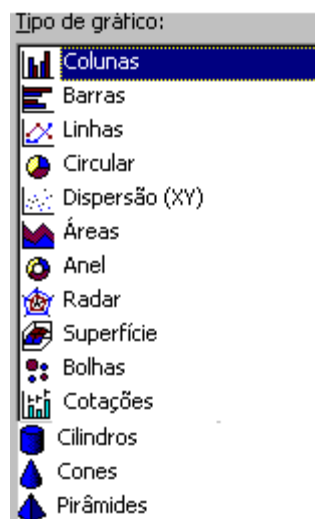 Tipo de gráfico:
Colunas
Barras
Linhas
Circular
Dispersão (XY)
Áreas
Anel
Radar
Superfície
Bolhas
Cotações
Cilindros
Cones
Pirâmides